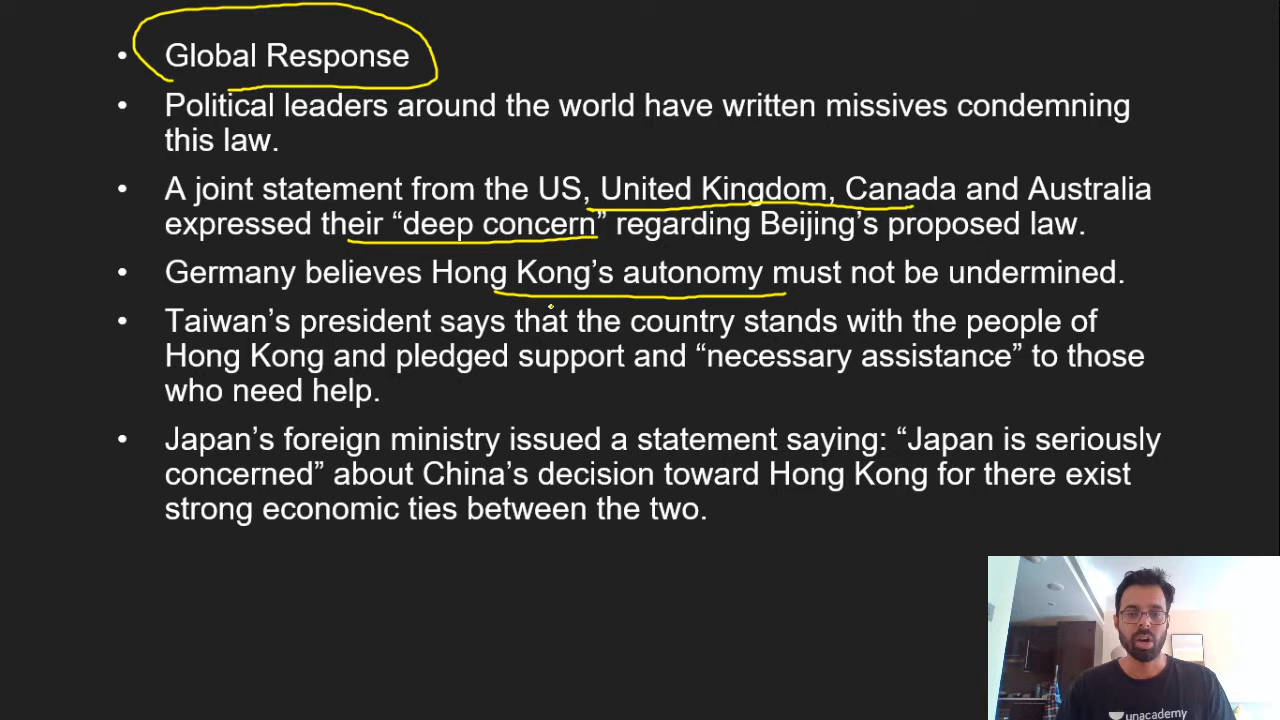 • Global Response
• Political leaders around the world have written missives condemning
this law.
• A joint statement from the US, United Kingdom, Canada and Australia
expressed their “deep concern” regarding Beijing’s proposed law.
• Germany believes Hong Kong’s autonomy must not be undermined.
• Taiwan’s president says that the country stands with the people of
Hong Kong and pledged support and “necessary assistance” to those
who need help.
• Japan’s foreign ministry issued a statement saying: “Japan is seriously
concerned” about China’s decision toward Hong Kong for there exist
strong economic ties between the two.
unacademy